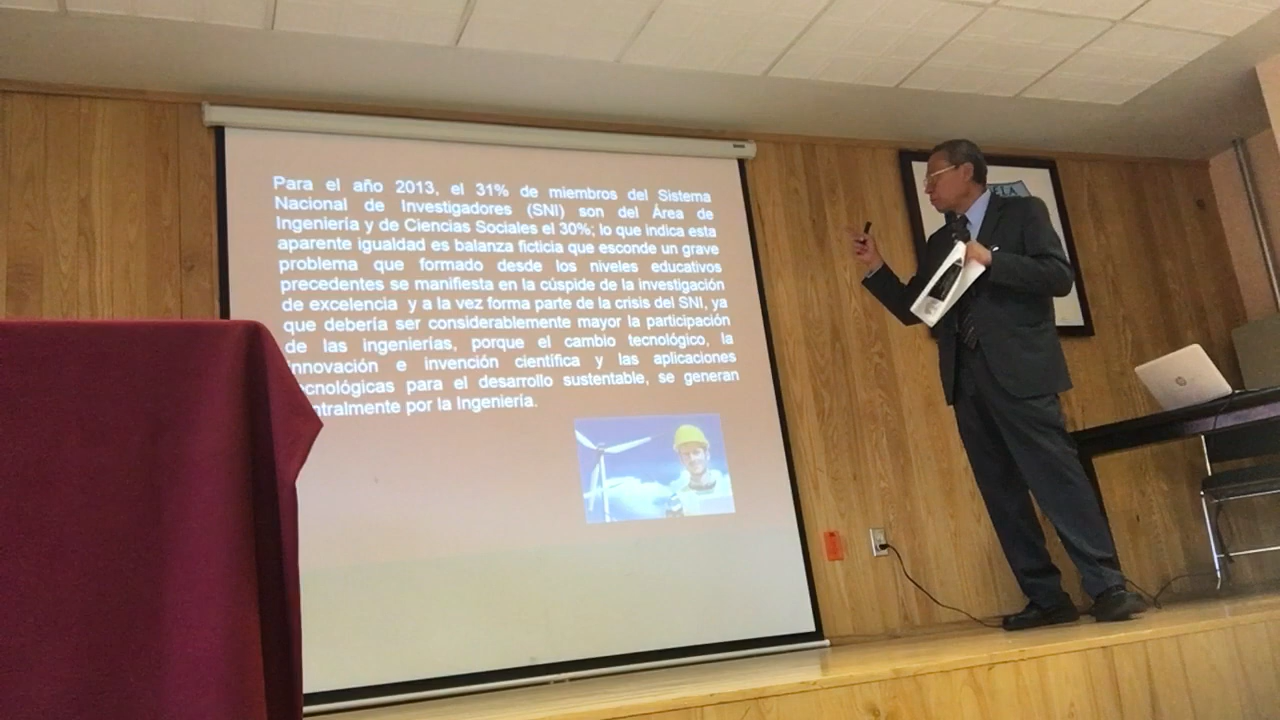 Para el año 2013, el 31% de miembros del Sistema
Nacional de Investigadores (SNI) son del Área de
Ingeniería y de Ciencias Sociales el 30%; lo que indica esta
aparente igualdad es balanza ficticia que esconde un grave
problema que formado desde los niveles educativos
precedentes se manifiesta en la cúspide de la investigación
de excelencia y a la vez forma parte de la crisis del SNI, ya
que debería ser considerablemente mayor la participación
de las ingenierías, porque el cambio tecnológico, la
innovación e invención científica y las aplicaciones
ecnológicas para el desarrollo sustentable, se generan
ntralmente por la Ingeniería.